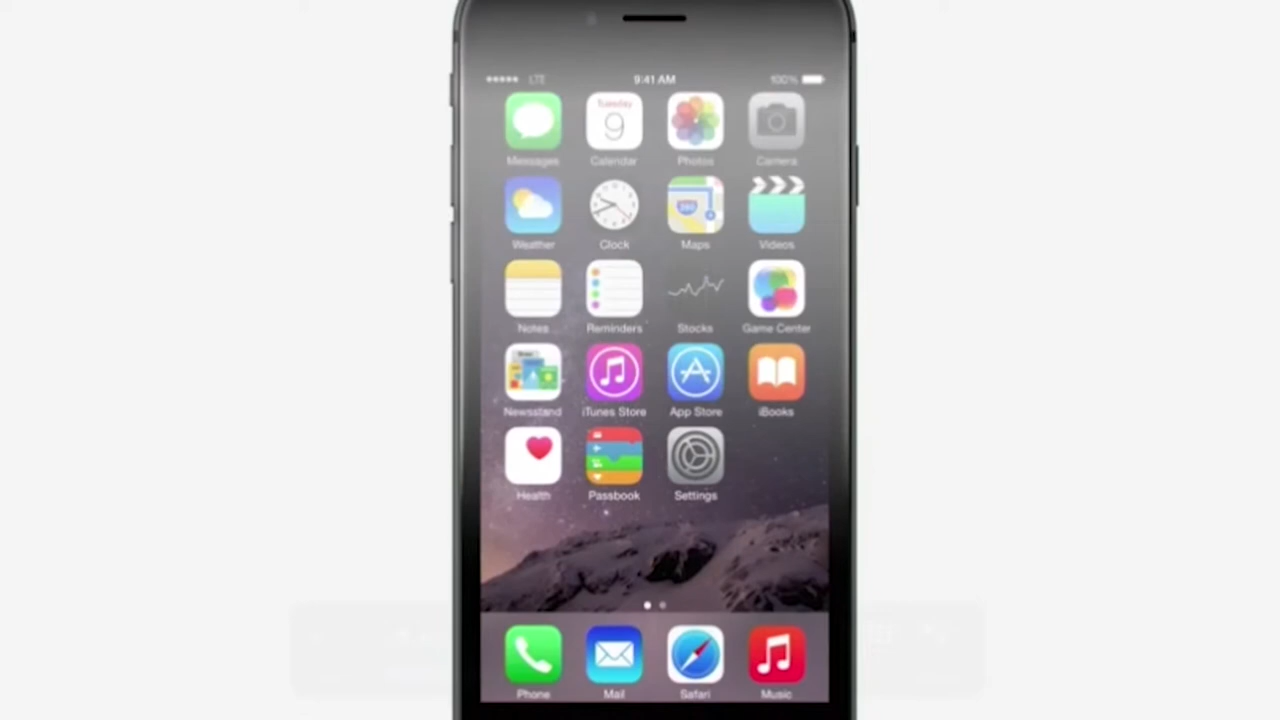 LTE 9:41 AM 100%
Tuesday
9
Messages Calendar Photos Camera
280
Weather Clock Maps Videos
Notes Reminders Stocks Game Center
Newsstand iTunes Store App Store iBooks
Health Passbook Settings
Phone Mail Safari Music